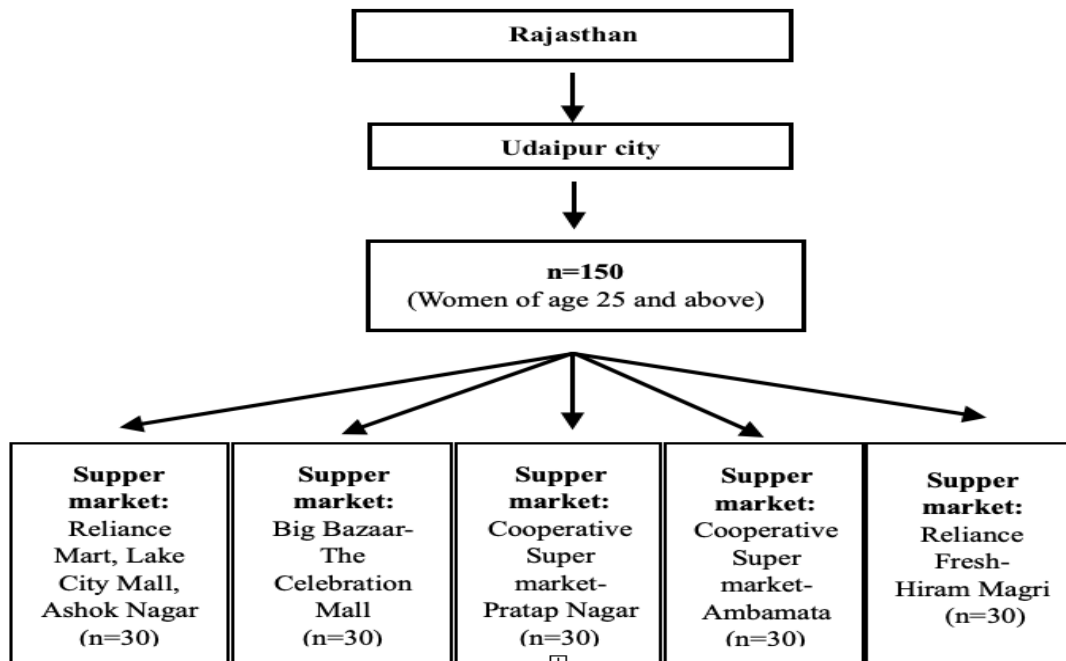 Rajasthan
Udaipur city
n=150
(Women of age 25 and above)
Supper
market:
Reliance
Mart, Lake
City Mall,
Ashok Nagar
(n=30)
Supper
market:
Big Bazaar-
The
Celebration
Mall
(n=30)
Supper
market:
Cooperative
Super
market-
Pratap Nagar
(n=30)
Supper
market:
Cooperative
Super
market-
Ambamata
(n=30)
Supper
market:
Reliance
Fresh-
Hiram Magri
(n=30)